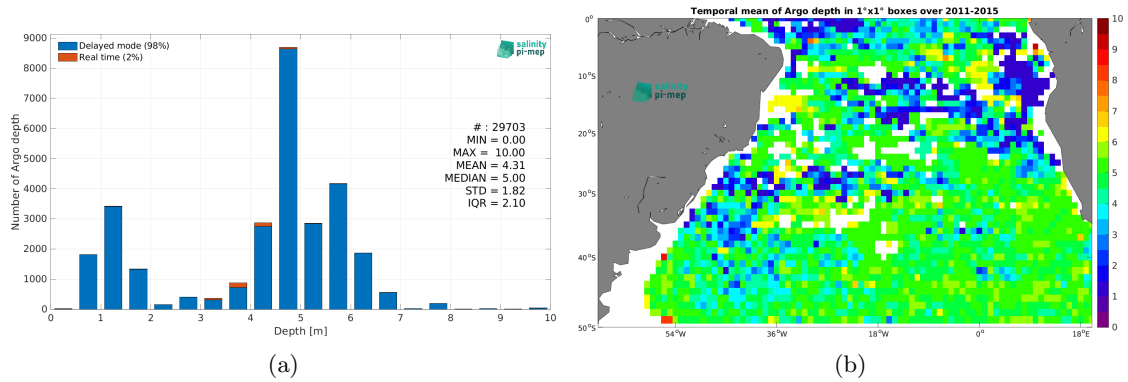 Delayed mode (98%)
Real time (2%)
salinity
pi-mep
# : 29703
MIN = 0.00
MAX = 10.00
MEAN = 4.31
MEDIAN = 5.00
STD = 1.82
IQR = 2.10
Number of Argo depth
9000
8000
7000
6000
5000
4000
3000
2000
1000
0
0 1 2 3 4 5 6 7 8 9 10
Depth [m]
(a)
Temporal mean of Argo depth in 1°x1° boxes over 2011-2015
salinity
pi-mep
0°
10°S
20°S
30°S
40°S
50°S
54°W 36°W 18°W 0° 18°E
10
9
8
7
6
5
4
3
2
1
0
(b)